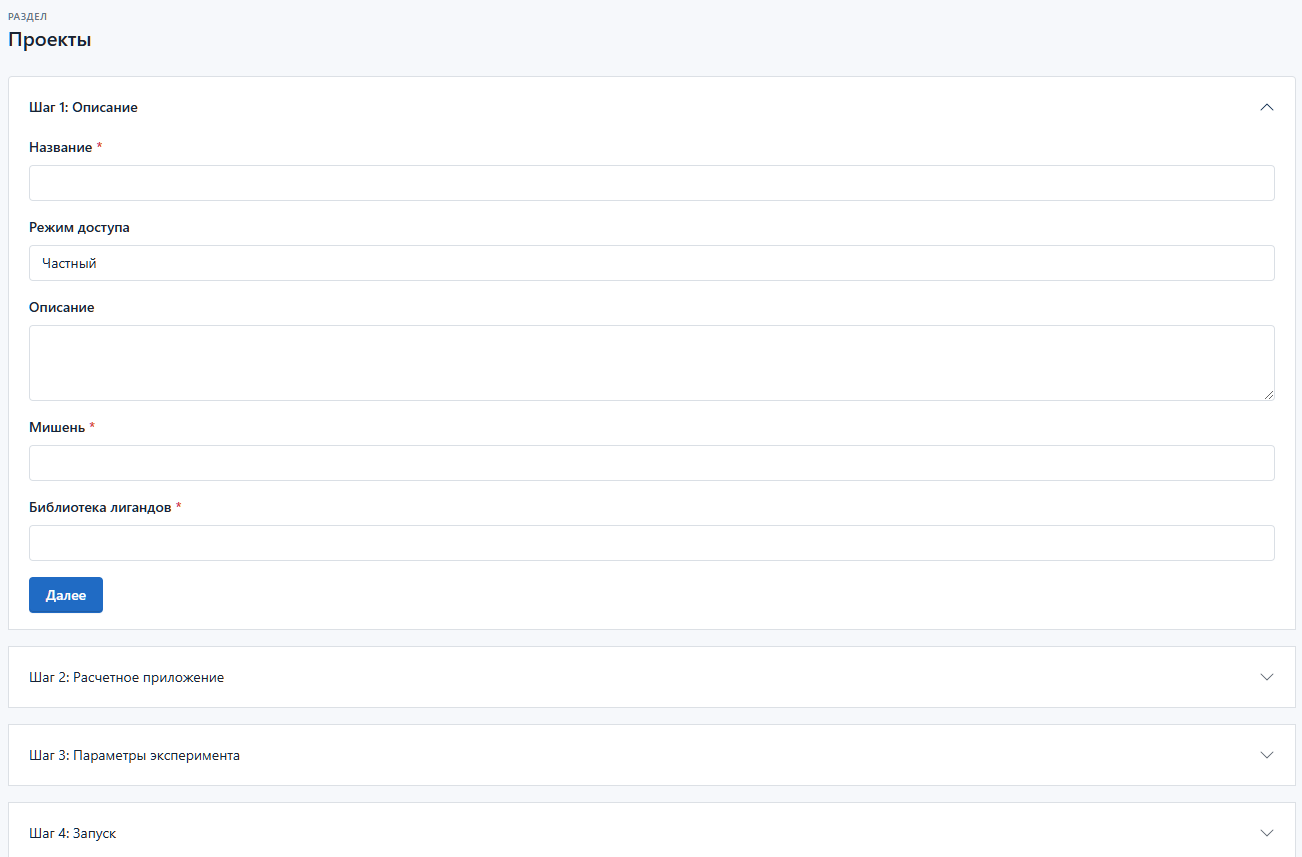 РАЗДЕЛ
Проекты
Шаг 1: Описание
Название *
Режим доступа
Частный
Описание
Мишень *
Библиотека лигандов *
Далее
Шаг 2: Расчетное приложение
Шаг 3: Параметры эксперимента
Шаг 4: Запуск